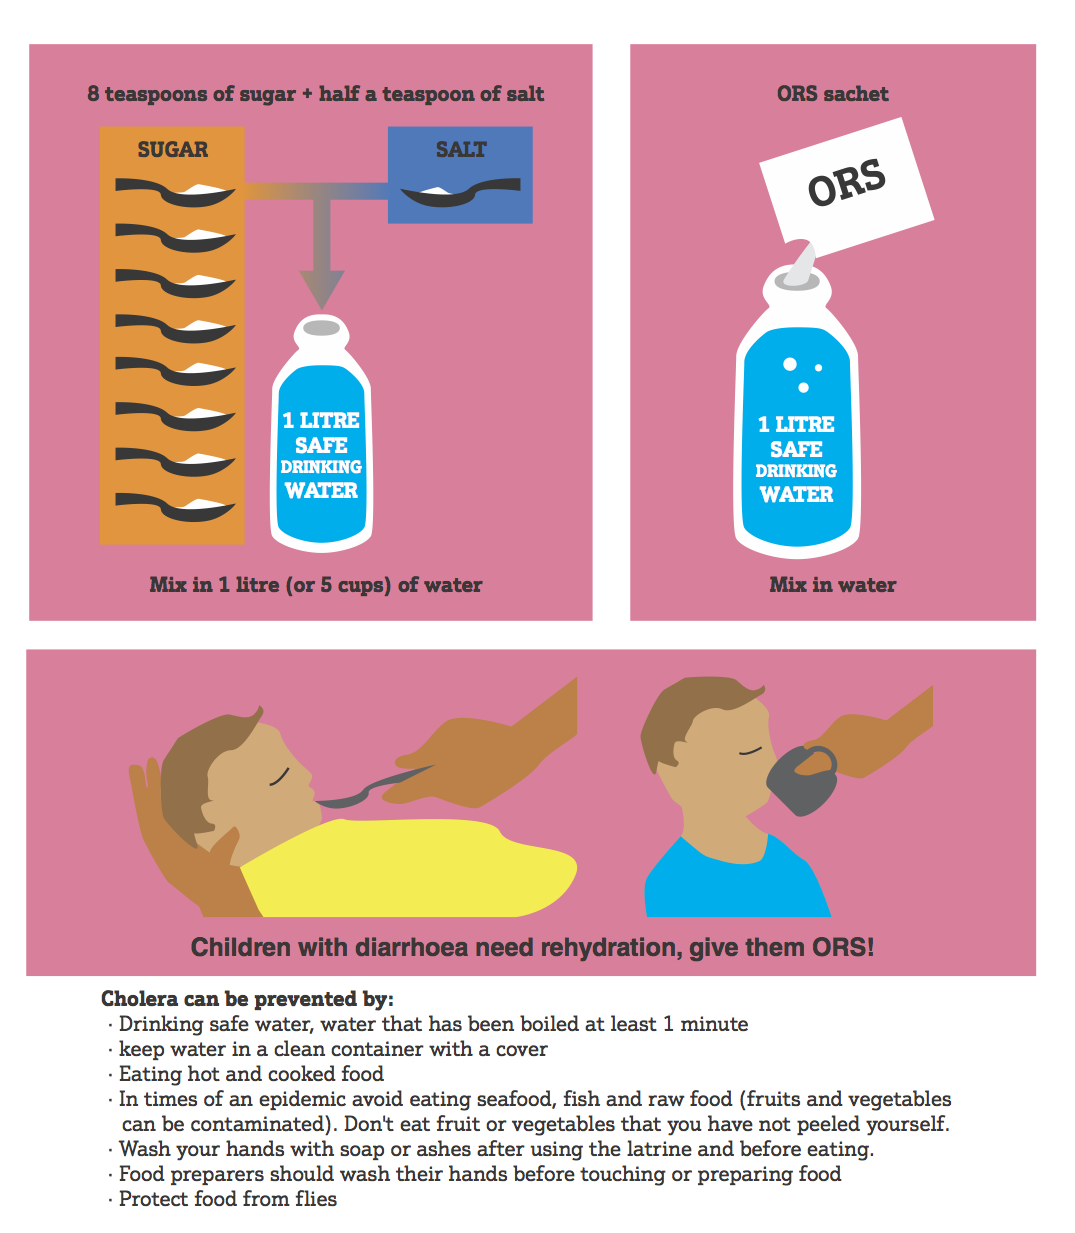 8 teaspoons of sugar + half a teaspoon of salt
SUGAR
SALT
1 LITRE
SAFE
DRINKING
WATER
Mix in 1 litre (or 5 cups) of water
ORS sachet
ORS
1 LITRE
SAFE
DRINKING
WATER
Mix in water
Children with diarrhoea need rehydration, give them ORS!
Cholera can be prevented by:
· Drinking safe water, water that has been boiled at least 1 minute
· keep water in a clean container with a cover
· Eating hot and cooked food
· In times of an epidemic avoid eating seafood, fish and raw food (fruits and vegetables
can be contaminated). Don't eat fruit or vegetables that you have not peeled yourself.
· Wash your hands with soap or ashes after using the latrine and before eating.
· Food preparers should wash their hands before touching or preparing food
· Protect food from flies